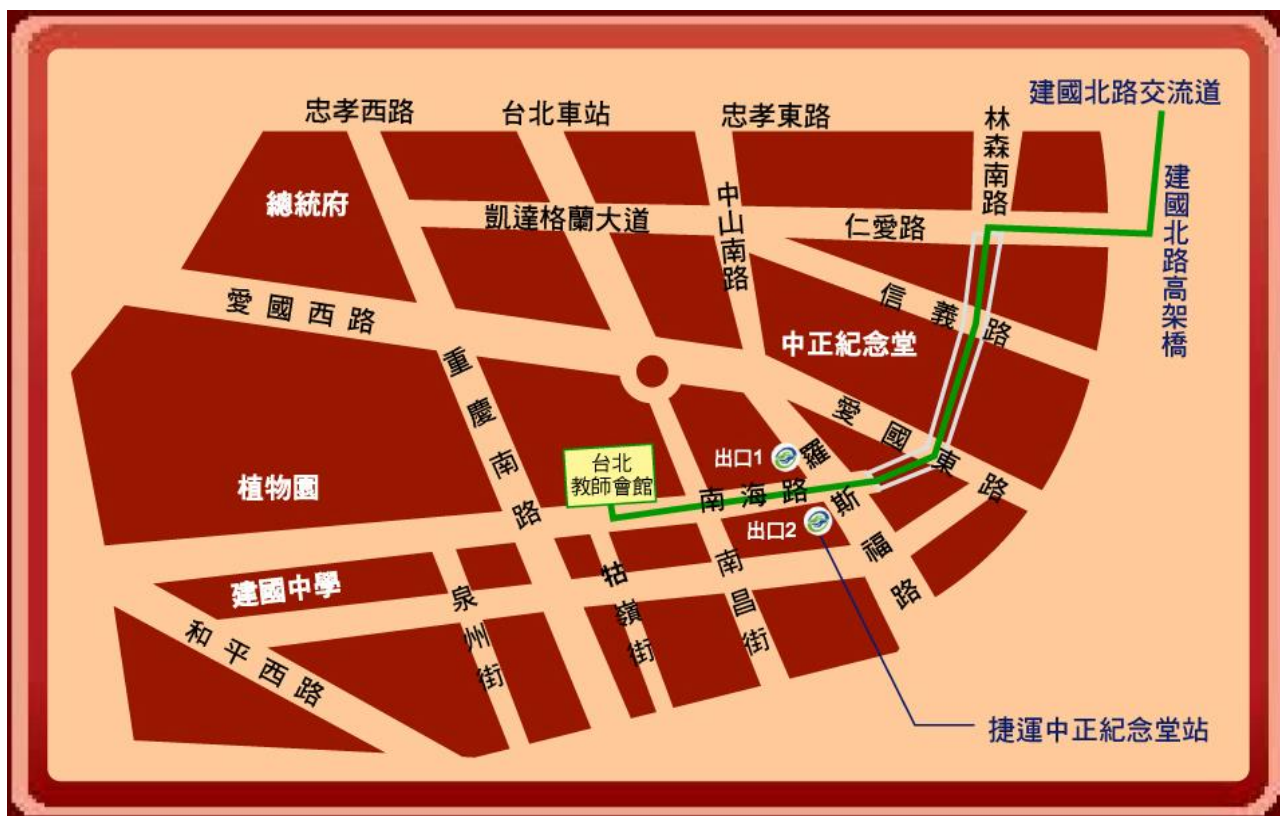 建國北路交流道
忠孝西路
台北車站
忠孝東路
林森南路
建國北路高架橋
總統府
凱達格蘭大道
中山南路
仁愛路
愛國西路
信義路
中正紀念堂
重慶南路
愛國東路
台北
教師會館
出口1
羅斯福路
植物園
南海路
出口2
建國中學
泉州街
牯嶺街
南昌街
和平西路
捷運中正紀念堂站